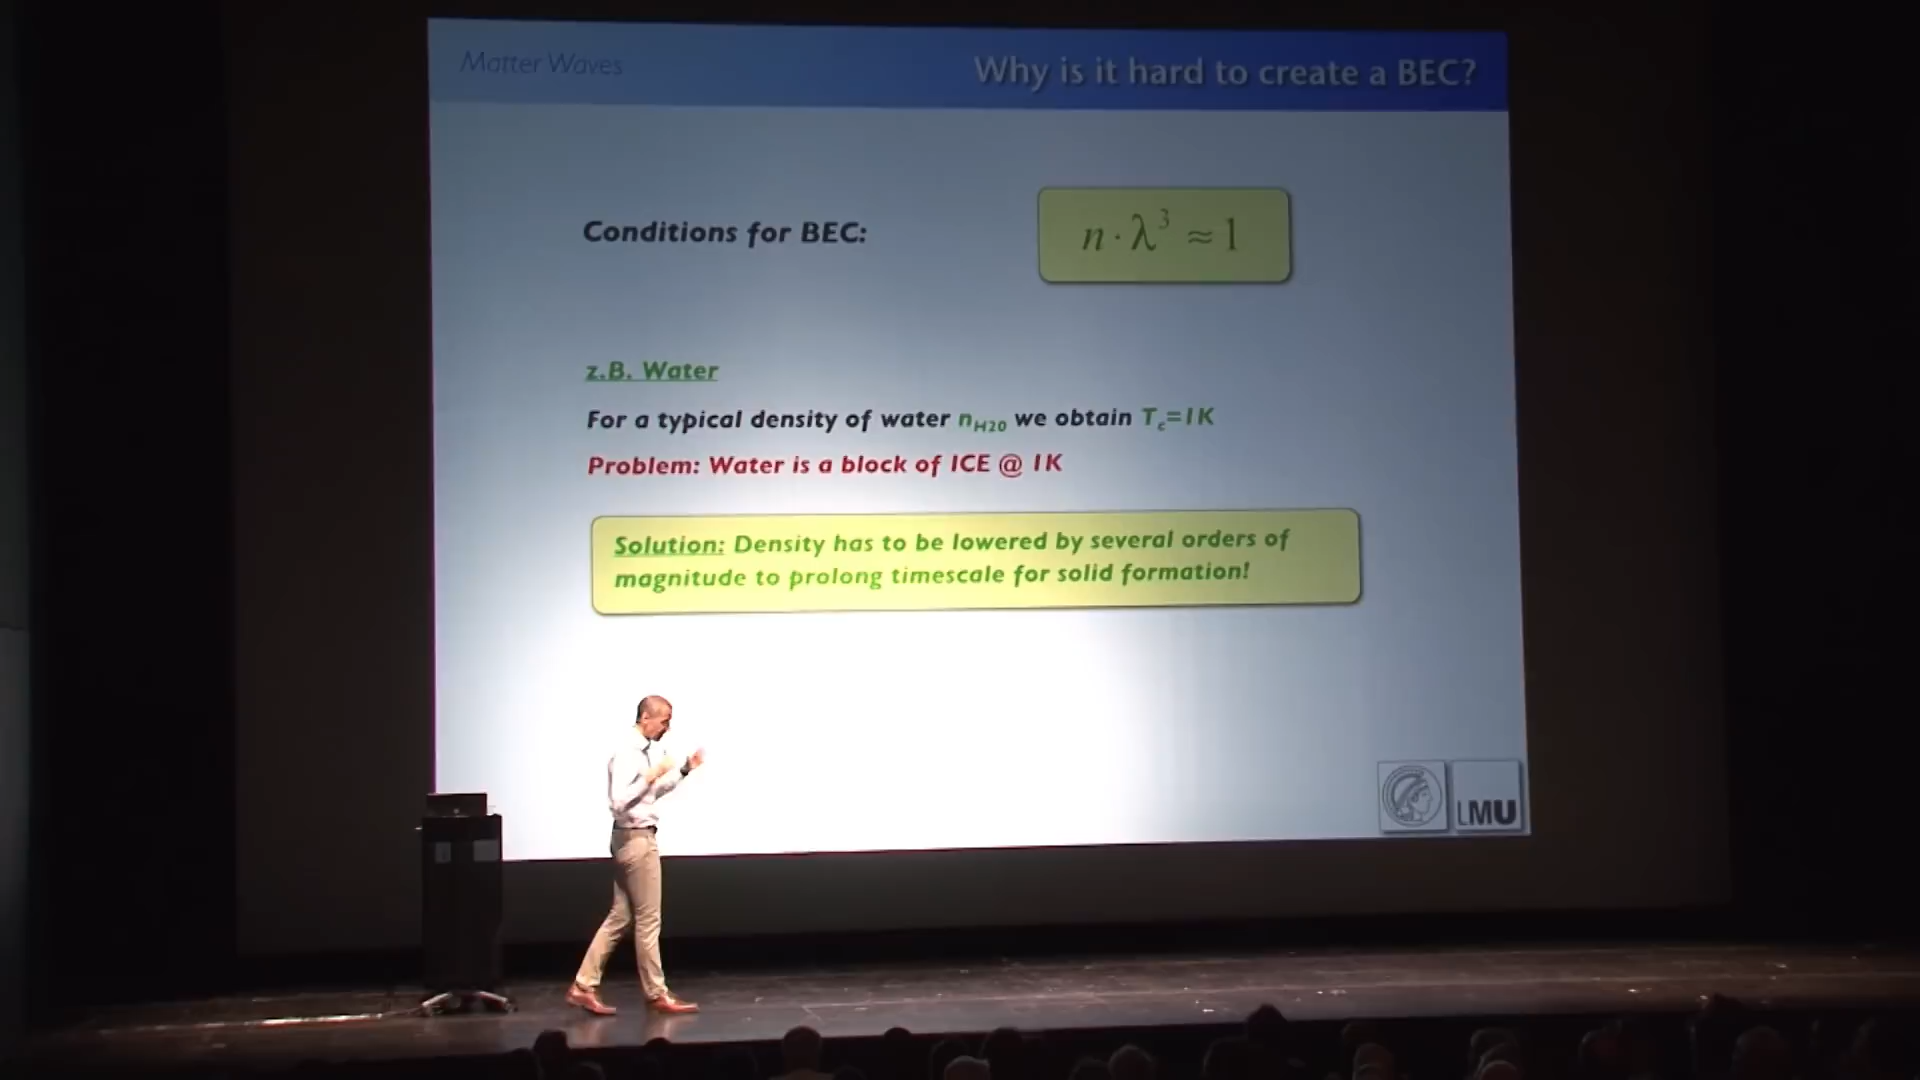 Matter Waves
Why is it hard to create a BEC?
Conditions for BEC:
n · λ³ ≈ 1
z.B. Water
For a typical density of water nH20 we obtain Tc=1K
Problem: Water is a block of ICE @ 1K
Solution: Density has to be lowered by several orders of
magnitude to prolong timescale for solid formation!
LMU